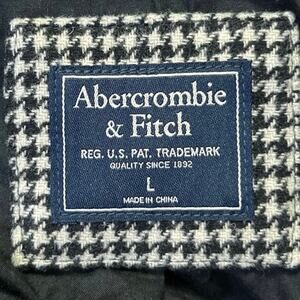 Abercrombie
& Fitch
REG. U.S. PAT. TRADEMARK
QUALITY SINCE 1892
L
MADE IN CHINA